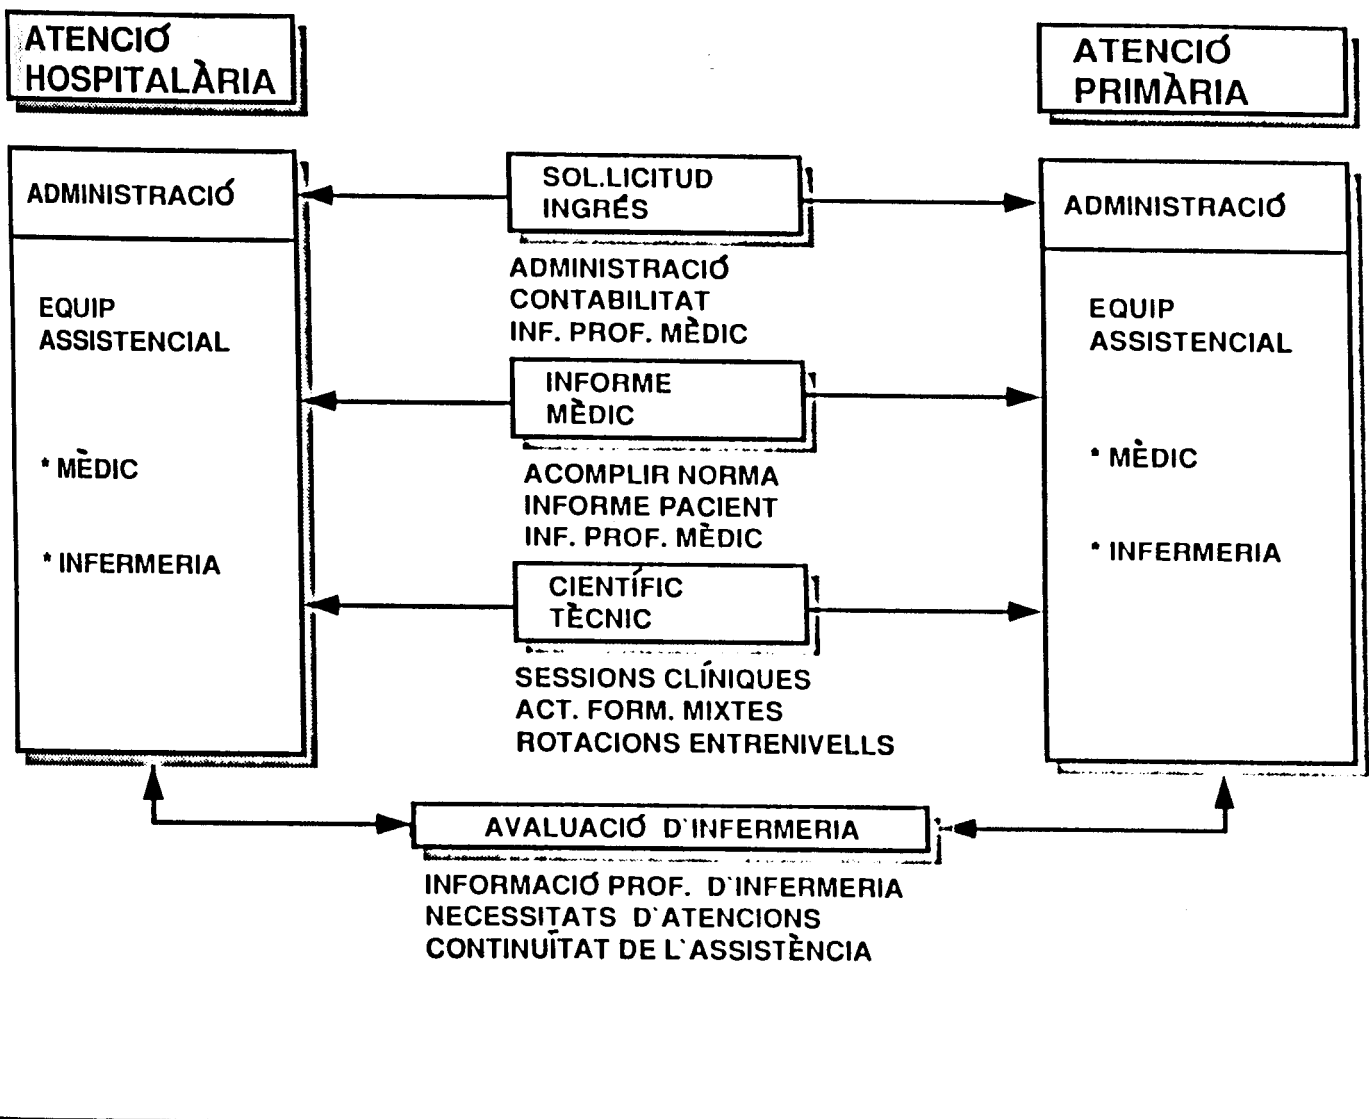 ATENCIÓ
HOSPITALÀRIA
ATENCIÓ
PRIMÀRIA
ADMINISTRACIÓ
EQUIP
ASSISTENCIAL
* MÈDIC
* INFERMERIA
SOL.LICITUD
INGRÉS
ADMINISTRACIÓ
CONTABILITAT
INF. PROF. MÈDIC
INFORME
MÈDIC
ACOMPLIR NORMA
INFORME PACIENT
INF. PROF. MÈDIC
CIENTÍFIC
TÈCNIC
SESSIONS CLÍNIQUES
ACT. FORM. MIXTES
ROTACIONS ENTRENIVELLS
ADMINISTRACIÓ
EQUIP
ASSISTENCIAL
* MÈDIC
* INFERMERIA
AVALUACIÓ D'INFERMERIA
INFORMACIÓ PROF. D'INFERMERIA
NECESSITATS D'ATENCIONS
CONTINUÏTAT DE L'ASSISTÈNCIA